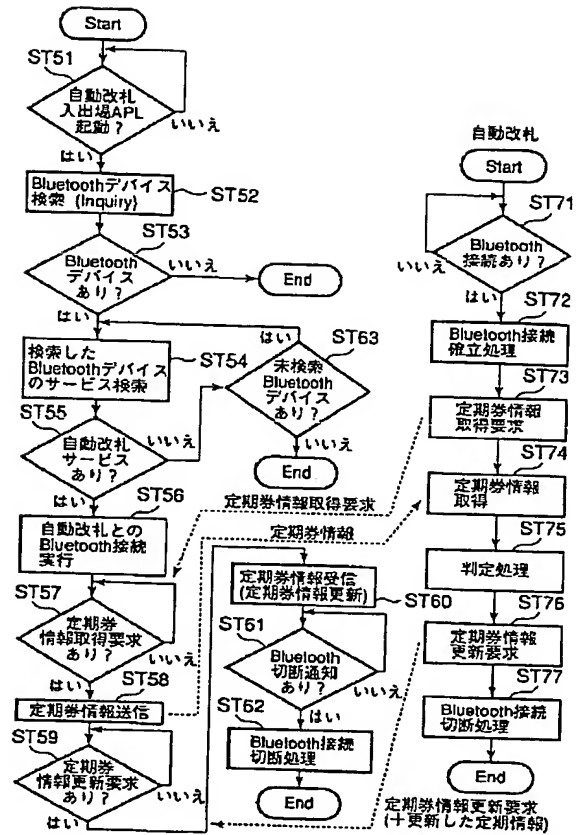 Start
ST51
自動改札
入出場APL
起動？
いいえ
はい
Bluetoothデバイス
検索 (Inquiry)
ST52
ST53
Bluetooth
デバイス
あり？
いいえ
End
はい
検索した
Bluetoothデバイス
のサービス検索
ST54
ST63
未検索
Bluetooth
デバイス
あり？
はい
いいえ
End
ST55
自動改札
サービス
あり？
いいえ
はい
ST56
自動改札との
Bluetooth接続
実行
ST57
定期券
情報取得要求
あり？
いいえ
はい
ST58
定期券情報送信
ST59
定期券
情報更新要求
あり？
いいえ
はい
定期券情報取得要求
定期券情報
定期券情報受信
(定期券情報更新)
ST60
ST61
Bluetooth
切断通知
あり？
いいえ
はい
ST62
Bluetooth接続
切断処理
End
自動改札
Start
ST71
Bluetooth
接続あり？
いいえ
はい
ST72
Bluetooth接続
確立処理
ST73
定期券情報
取得要求
ST74
定期券情報
取得
ST75
判定処理
ST76
定期券情報
更新要求
ST77
Bluetooth接続
切断処理
End
定期券情報更新要求
(＋更新した定期情報)